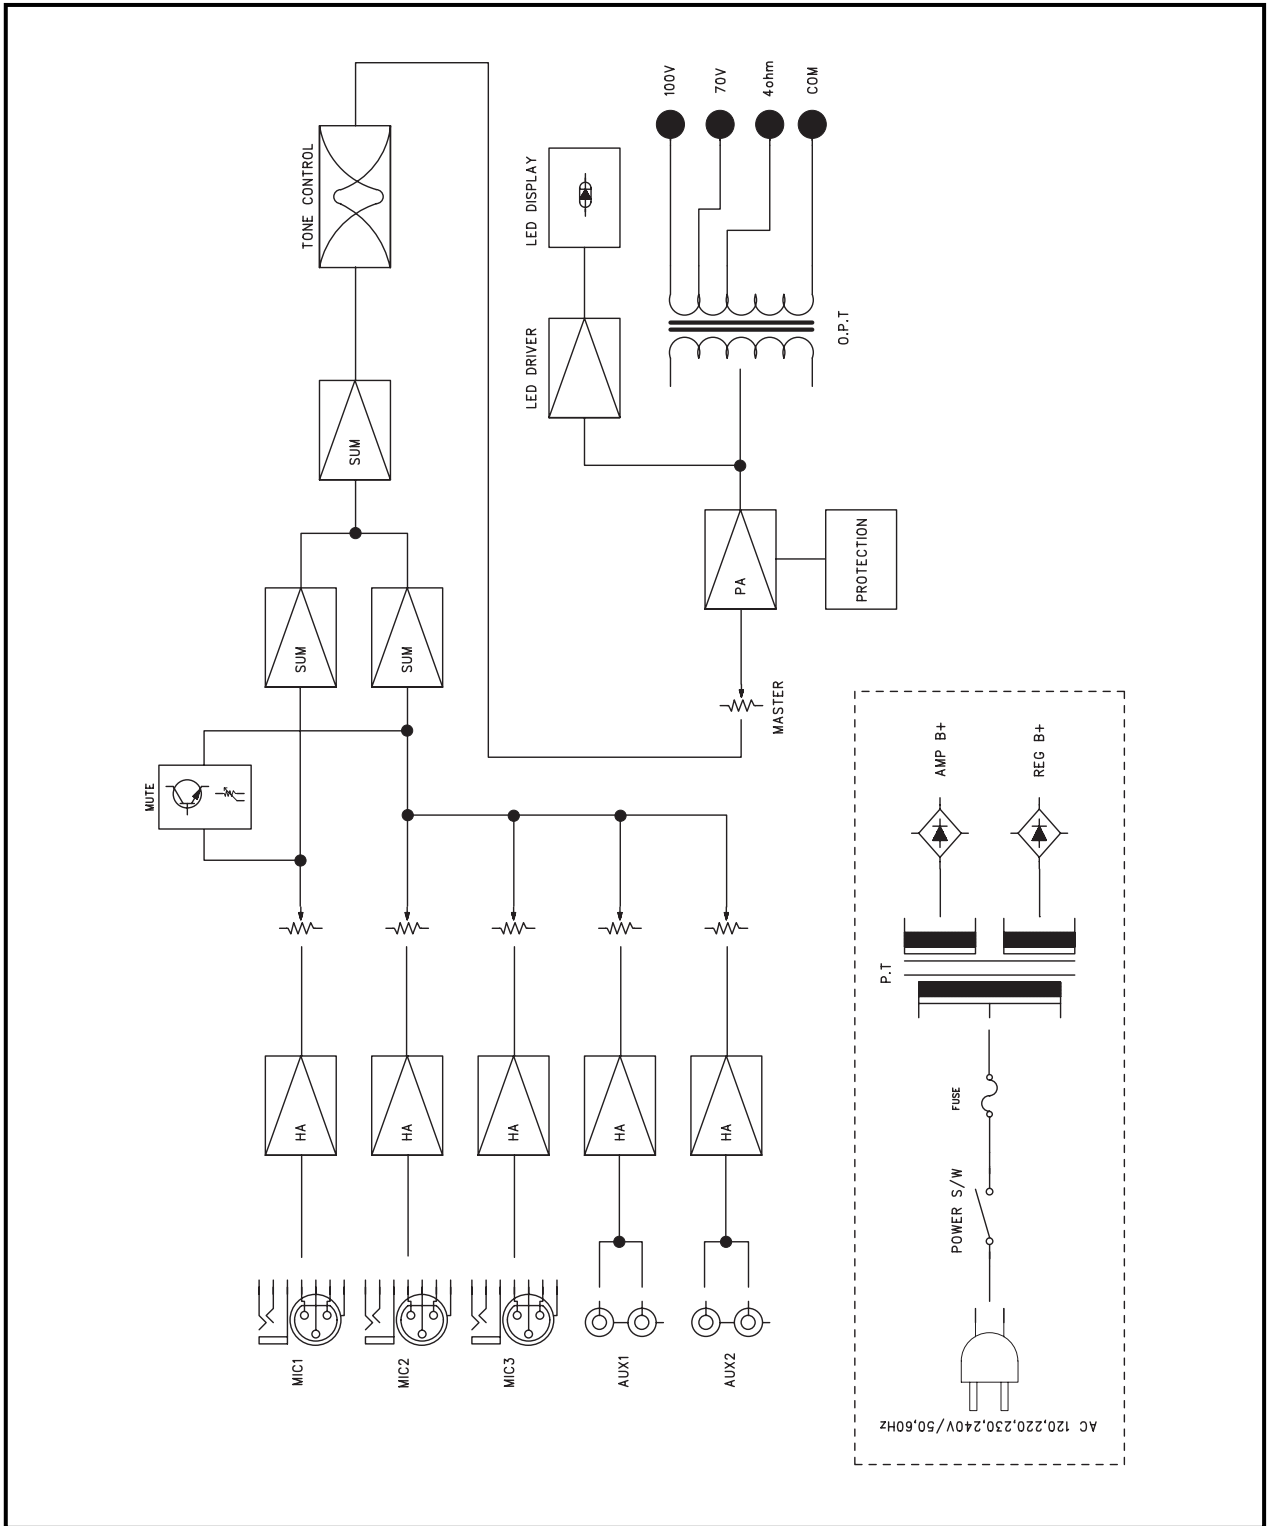 100V
70V
4ohm
COM
TONE CONTROL
LED DISPLAY
LED DRIVER
O.P.T
SUM
SUM
SUM
PA
PROTECTION
MASTER
MUTE
AMP B+
REG B+
P.T
FUSE
POWER S/W
HA
HA
HA
HA
HA
MIC1
MIC2
MIC3
AUX1
AUX2
AC 120,220,230,240V/50,60Hz